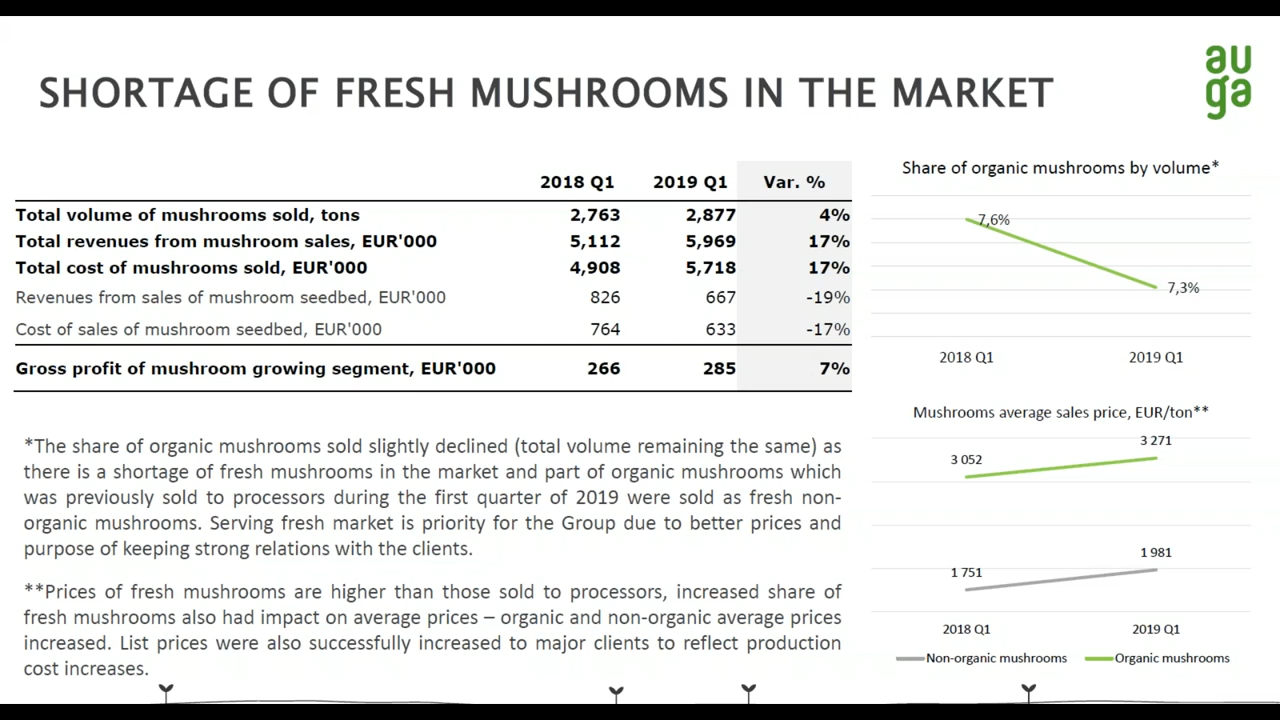 au
ga
SHORTAGE OF FRESH MUSHROOMS IN THE MARKET
2018 Q1 2019 Q1 Var. %
Total volume of mushrooms sold, tons 2,763 2,877 4%
Total revenues from mushroom sales, EUR'000 5,112 5,969 17%
Total cost of mushrooms sold, EUR'000 4,908 5,718 17%
Revenues from sales of mushroom seedbed, EUR'000 826 667 -19%
Cost of sales of mushroom seedbed, EUR'000 764 633 -17%
Gross profit of mushroom growing segment, EUR'000 266 285 7%
*The share of organic mushrooms sold slightly declined (total volume remaining the same) as
there is a shortage of fresh mushrooms in the market and part of organic mushrooms which
was previously sold to processors during the first quarter of 2019 were sold as fresh non-
organic mushrooms. Serving fresh market is priority for the Group due to better prices and
purpose of keeping strong relations with the clients.
**Prices of fresh mushrooms are higher than those sold to processors, increased share of
fresh mushrooms also had impact on average prices – organic and non-organic average prices
increased. List prices were also successfully increased to major clients to reflect production
cost increases.
Share of organic mushrooms by volume*
7,6%
7,3%
2018 Q1 2019 Q1
Mushrooms average sales price, EUR/ton**
3 052 3 271
1 751 1 981
2018 Q1 2019 Q1
Non-organic mushrooms Organic mushrooms